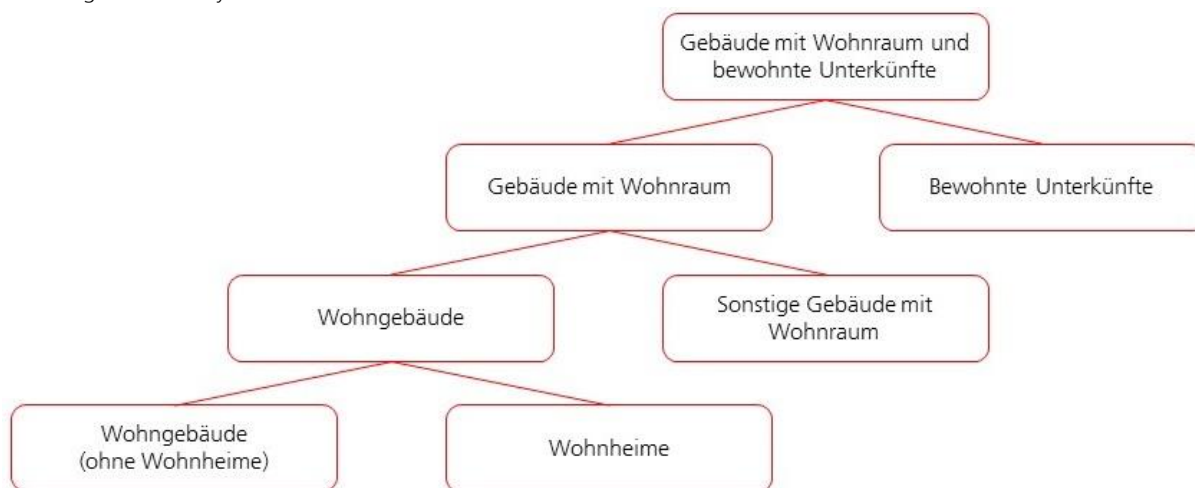 Gebäude mit Wohnraum und
bewohnte Unterkünfte
Gebäude mit Wohnraum
Bewohnte Unterkünfte
Wohngebäude
Sonstige Gebäude mit
Wohnraum
Wohngebäude
(ohne Wohnheime)
Wohnheime